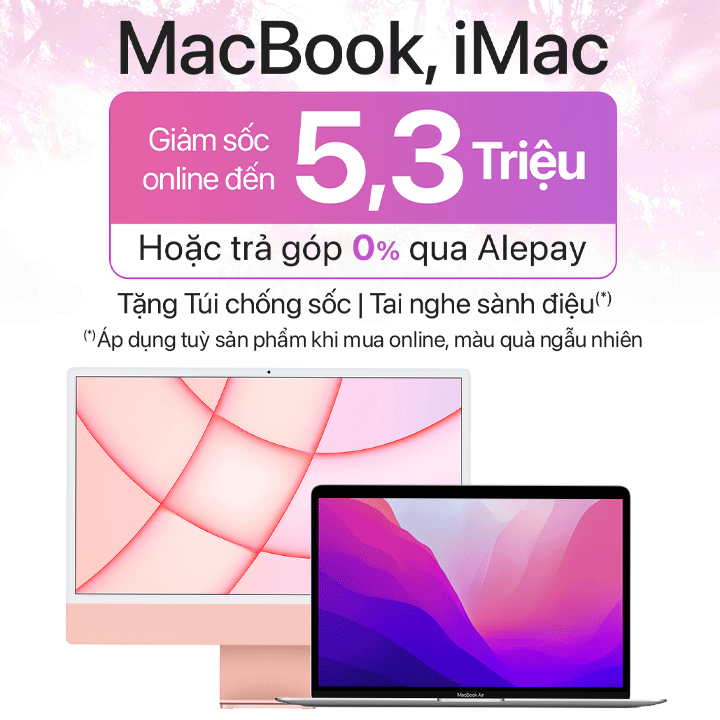 MacBook, iMac
Giảm sốc
online đến
5,3 Triệu
Hoặc trả góp 0% qua Alepay
Tặng Túi chống sốc | Tai nghe sành điệu(*)
(*)Áp dụng tuỳ sản phẩm khi mua online, màu quà ngẫu nhiên
MacBook Air